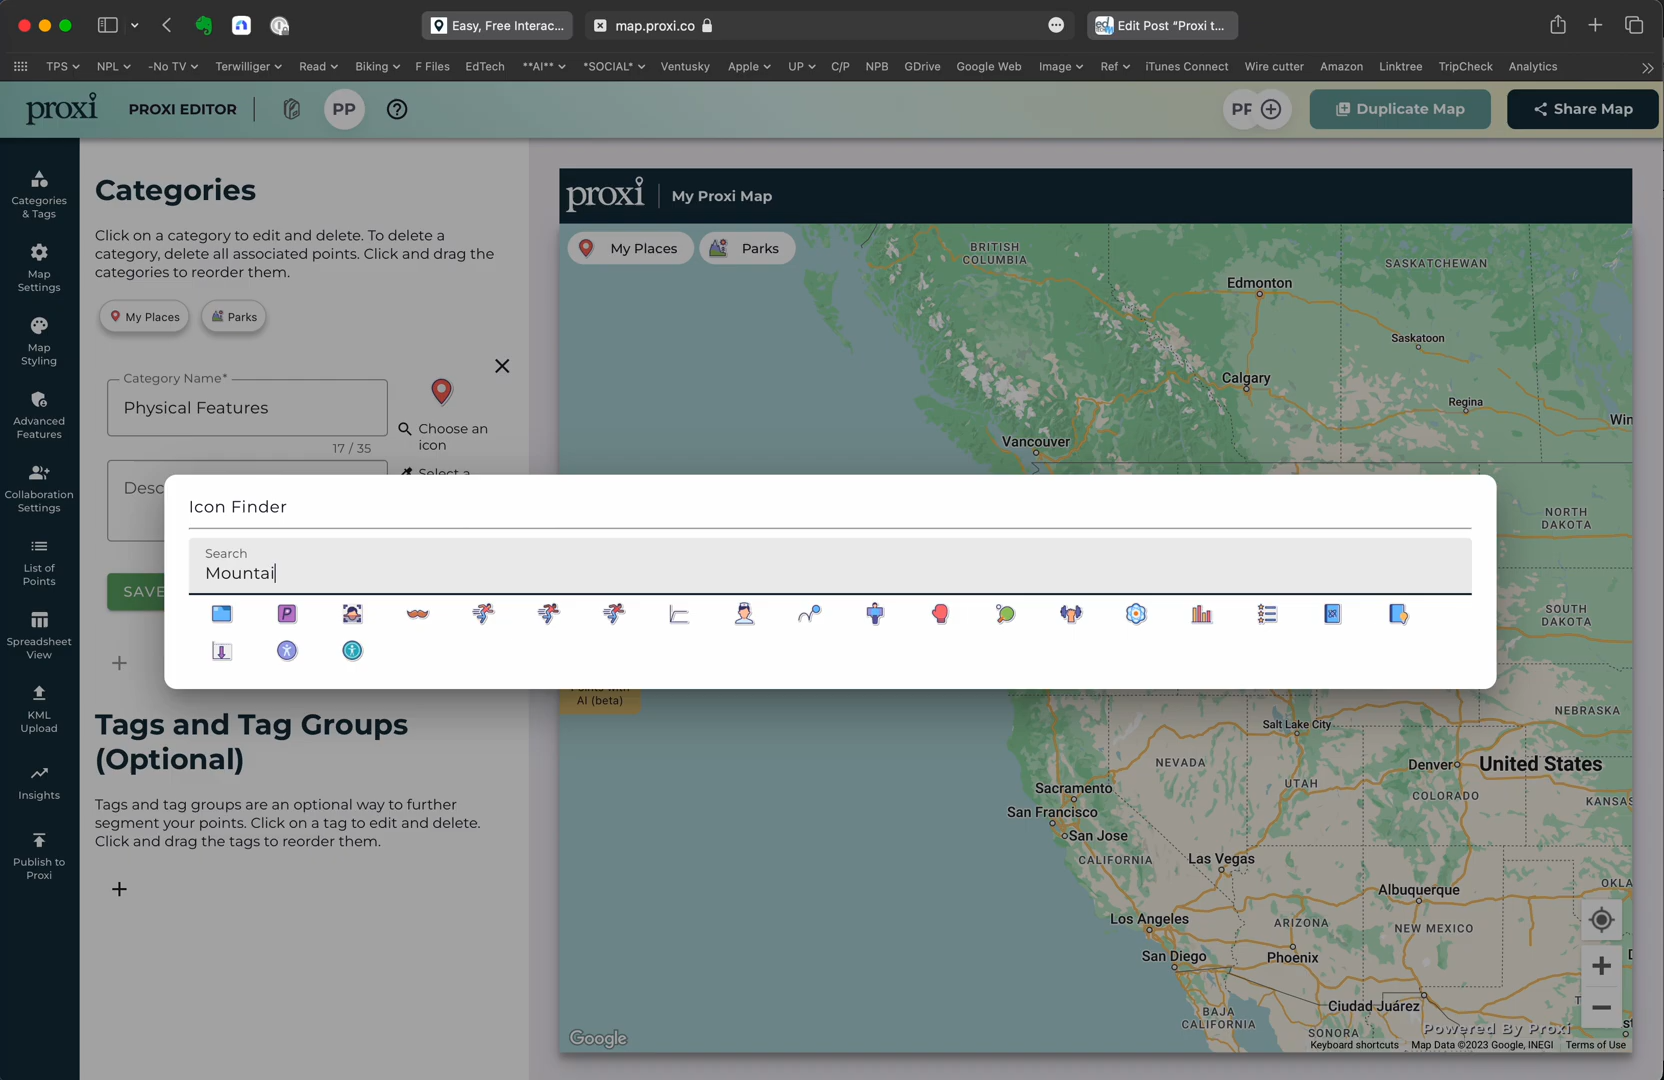 Easy, Free Interac...
map.proxi.co
Edit Post “Proxi t...
TPS
NPL
-No TV
Terwilliger
Read
Biking
F Files
EdTech
**AI**
*SOCIAL*
Ventusky
Apple
UP
C/P
NPB
GDrive
Google Web
Image
Ref
iTunes Connect
Wire cutter
Amazon
Linktree
TripCheck
Analytics
proxi
PROXI EDITOR
PP
PF
Duplicate Map
Share Map
Categories
& Tags
Map
Settings
Map
Styling
Advanced
Features
Collaboration
Settings
List of
Points
Spreadsheet
View
KML
Upload
Insights
Publish to
Proxi
Categories
Click on a category to edit and delete. To delete a
category, delete all associated points. Click and drag the
categories to reorder them.
My Places
Parks
Category Name*
Physical Features
17 / 35
Choose an
icon
Select a
Desc
SAVE
Icon Finder
Search
Mountai
Tags and Tag Groups
(Optional)
Tags and tag groups are an optional way to further
segment your points. Click on a tag to edit and delete.
Click and drag the tags to reorder them.
proxi
My Proxi Map
My Places
Parks
BRITISH
COLUMBIA
SASKATCHEWAN
Edmonton
Saskatoon
Calgary
Regina
Win
Vancouver
NORTH
DAKOTA
SOUTH
DAKOTA
Points with
AI (beta)
NEBRASKA
Salt Lake City
NEVADA
Denver
United States
UTAH
COLORADO
KANSAS
Sacramento
San Francisco
San Jose
CALIFORNIA
Las Vegas
Albuquerque
OKLA
Los Angeles
ARIZONA
NEW MEXICO
San Diego
Phoenix
Ciudad Juárez
BAJA
CALIFORNIA
SONORA
Google
Powered By Proxi
Keyboard shortcuts
Map Data ©2023 Google, INEGI
Terms of Use